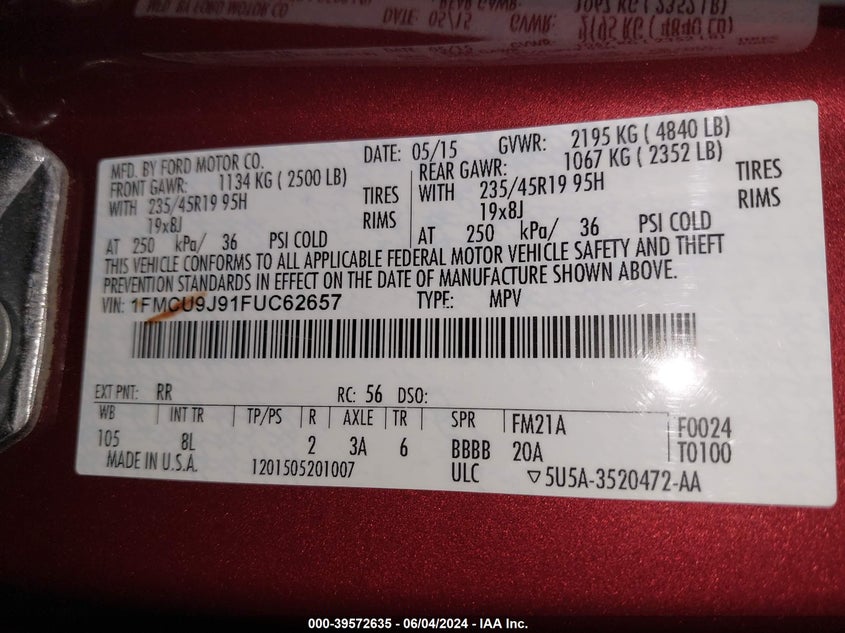 MFD. BY FORD MOTOR CO.
DATE: 05/15 GVWR: 2195 KG ( 4840 LB)
FRONT GAWR: 1134 KG ( 2500 LB) REAR GAWR: 1067 KG ( 2352 LB)
WITH 235/45R19 95H TIRES WITH 235/45R19 95H TIRES
19x8J RIMS 19x8J RIMS
AT 250 kPa/ 36 PSI COLD AT 250 kPa/ 36 PSI COLD
THIS VEHICLE CONFORMS TO ALL APPLICABLE FEDERAL MOTOR VEHICLE SAFETY AND THEFT
PREVENTION STANDARDS IN EFFECT ON THE DATE OF MANUFACTURE SHOWN ABOVE.
VIN: 1FMCU9J91FUC62657 TYPE: MPV
EXT PNT: RR RC: 56 DSO:
WB INT TR TP/PS R AXLE TR SPR FM21A F0024
105 8L 2 3A 6 BBBB 20A T0100
MADE IN U.S.A. 1201505201007 ULC ▽5U5A-3520472-AA
000-39572635 - 06/04/2024 - IAA Inc.